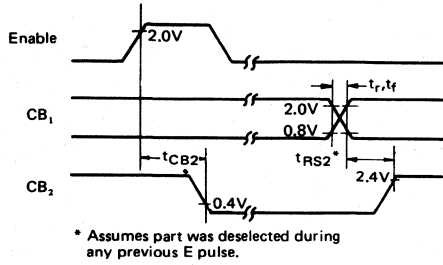 Enable
2.0V
tr,tf
CB1
2.0V
0.8V
tCB2
tRS2*
CB2
0.4V
2.4V
* Assumes part was deselected during
any previous E pulse.